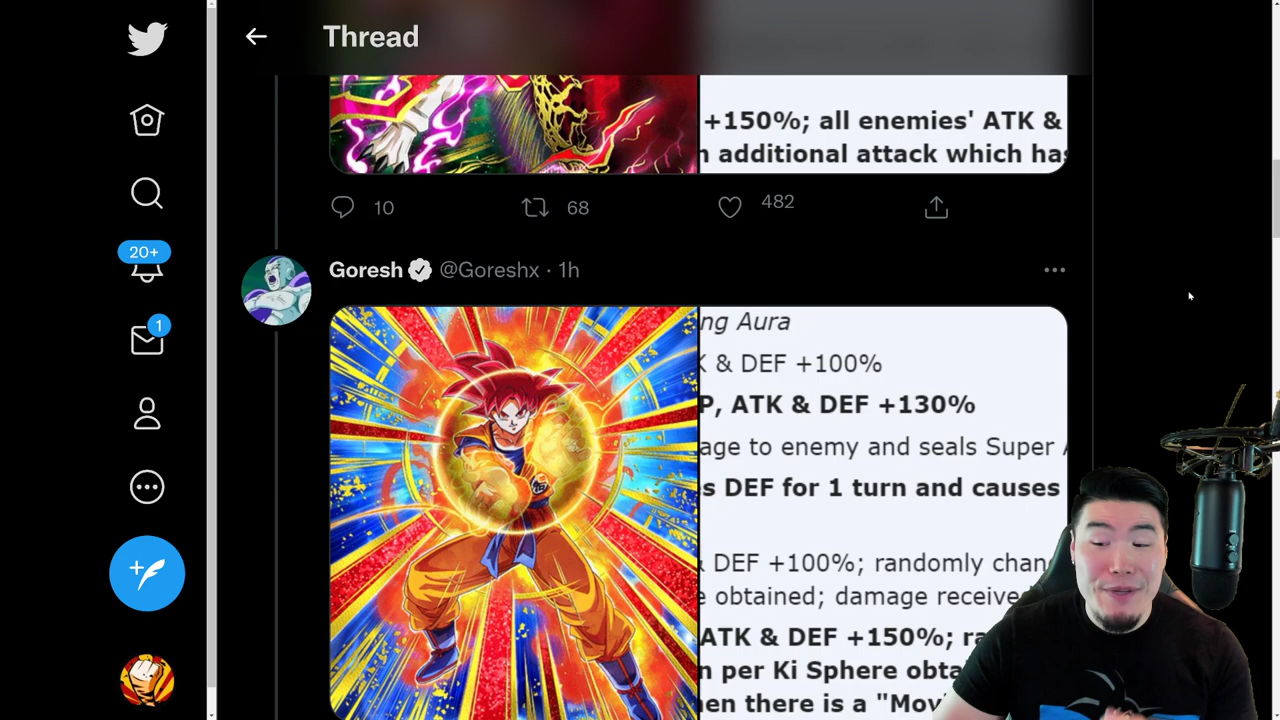 Thread
+150%; all enemies' ATK &
additional attack which has
10
68
482
20+
Goresh @Goreshx · 1h
ng Aura
& DEF +100%
P, ATK & DEF +130%
1
age to enemy and seals Super
s DEF for 1 turn and causes
& DEF +100%; randomly chan
e obtained; damage received
ATK & DEF +150%; ra
n per Ki Sphere obta
en there is a "Mov